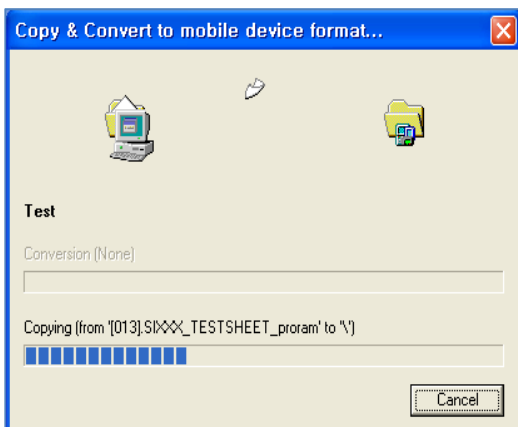 Copy & Convert to mobile device format...
Test
Conversion (None)
Copying (from '[013].SIXXX_TESTSHEET_proram' to '\')
Cancel